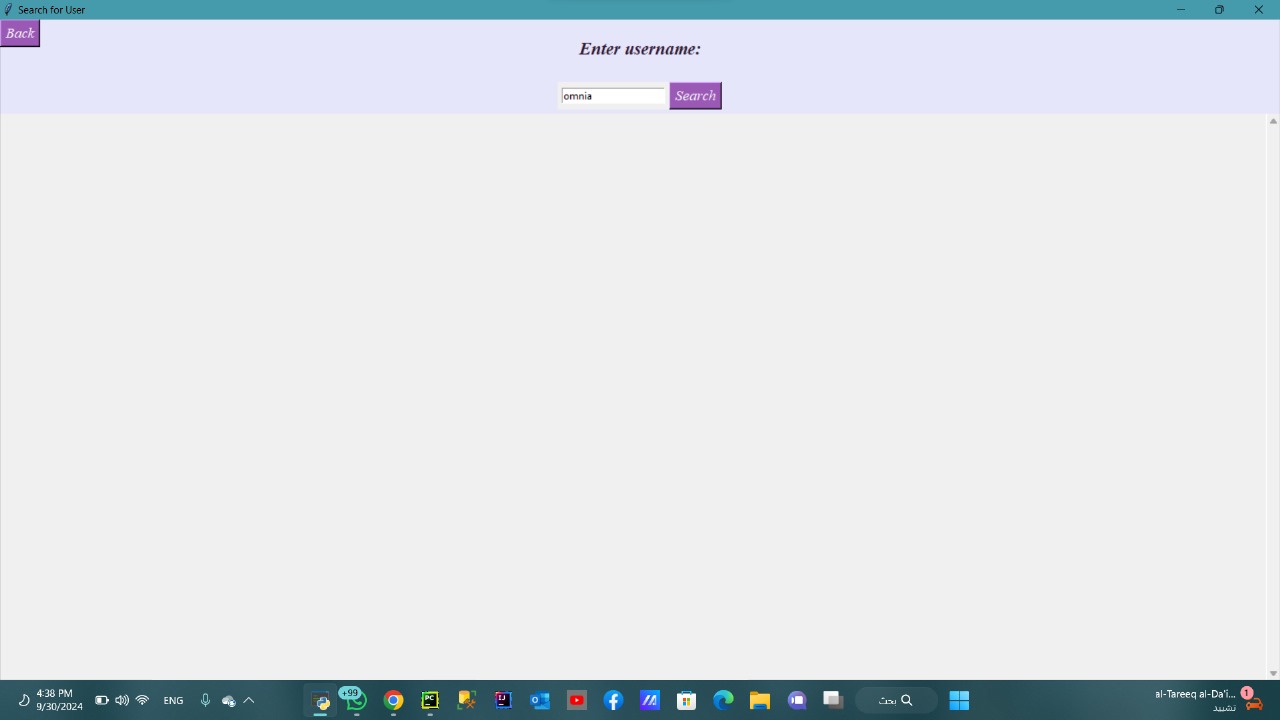 Search for User
Back
Enter username:
omnia
Search
4:38 PM
9/30/2024
ENG
+99
PC
IJ
بحث
al-Tareeq al-Da'i...
نشيد
1